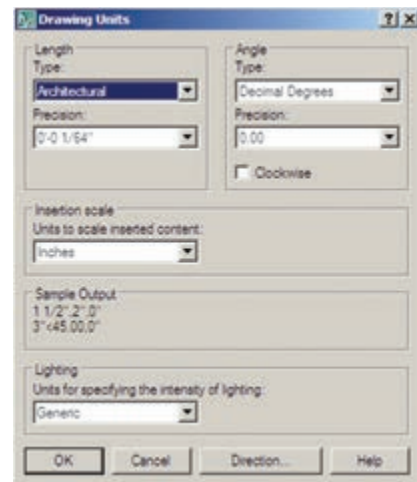 Drawing Units
Length
Type:
Architectural
Precision:
0'-0 1/64"
Angle
Type:
Decimal Degrees
Precision:
0.00
Clockwise
Insertion scale
Units to scale inserted content:
Inches
Sample Output
1 1/2",2",0"
3"<45.00,0"
Lighting
Units for specifying the intensity of lighting:
Generic
OK Cancel Direction... Help